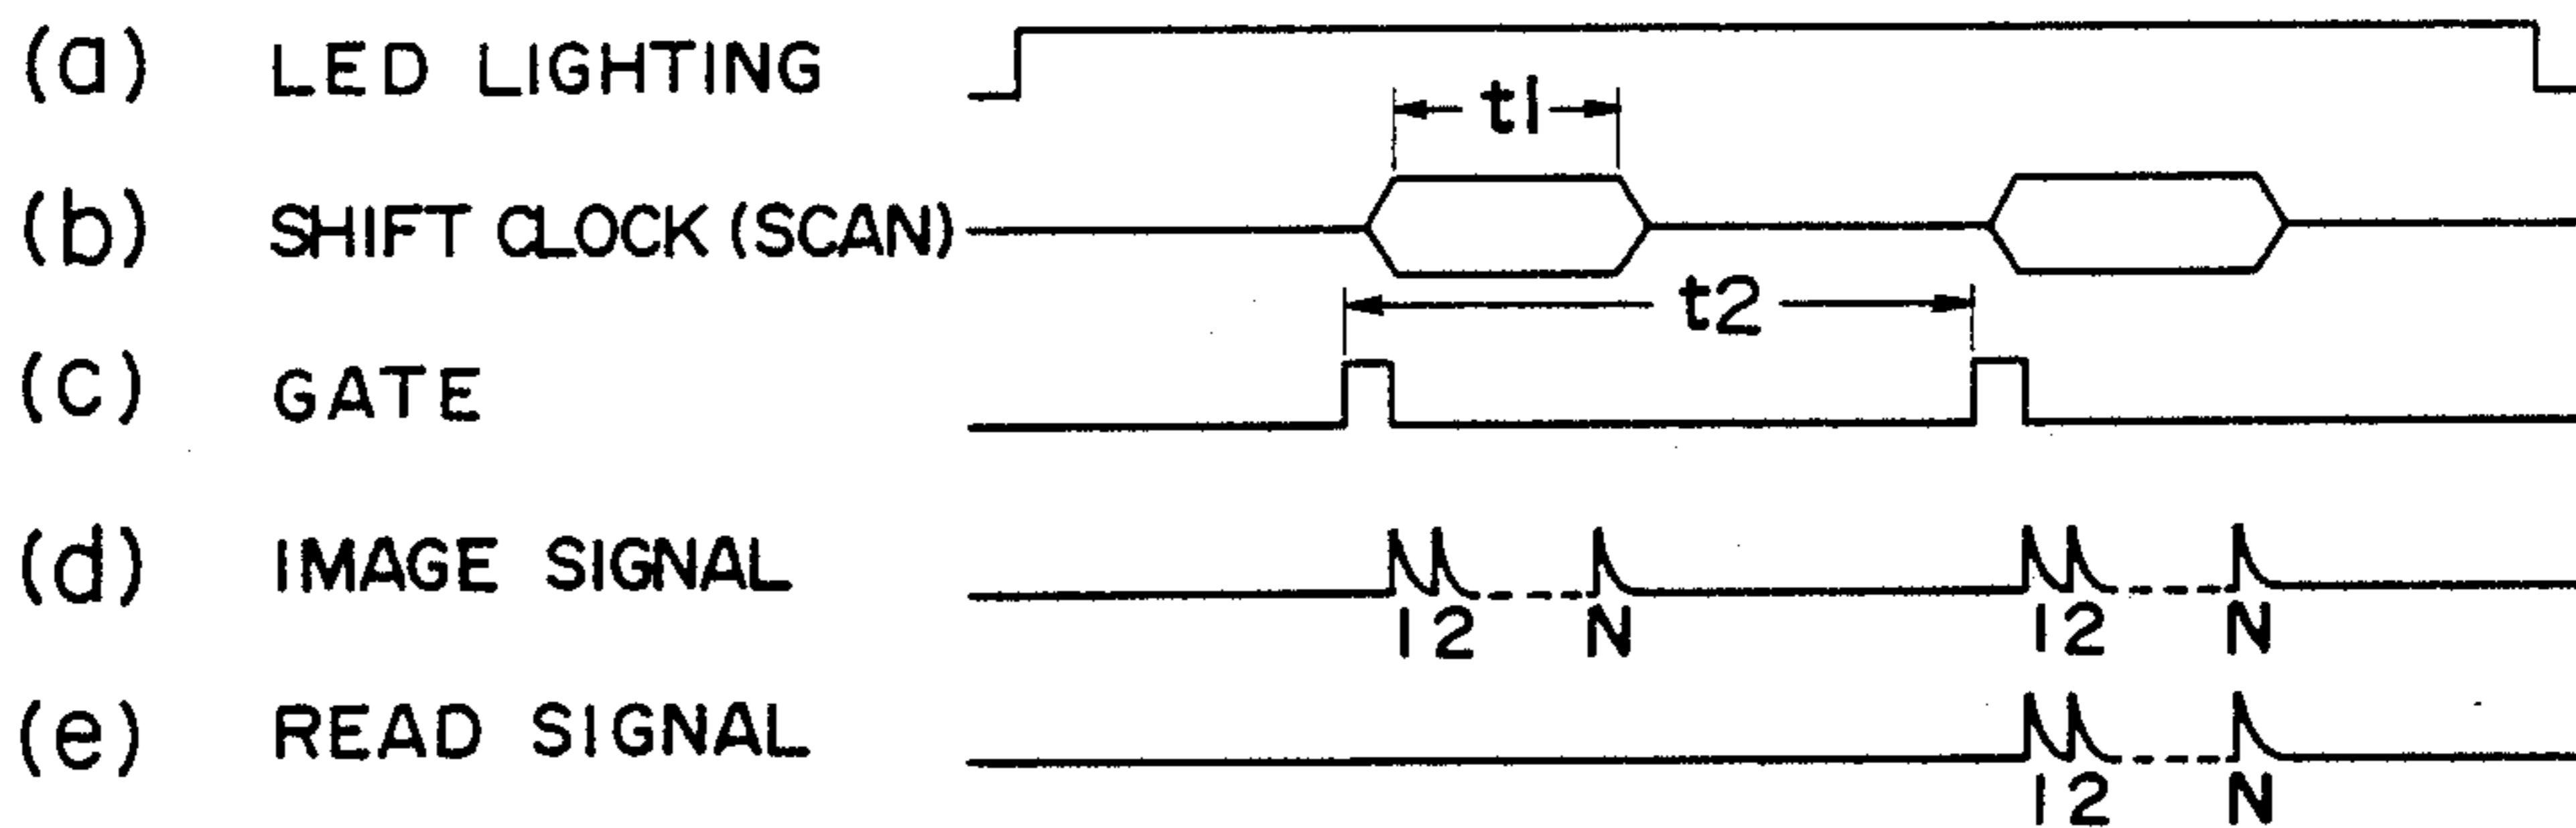 (a) LED LIGHTING
t1
(b) SHIFT CLOCK (SCAN)
t2
(c) GATE
(d) IMAGE SIGNAL
1 2 N 1 2 N
(e) READ SIGNAL
1 2 N